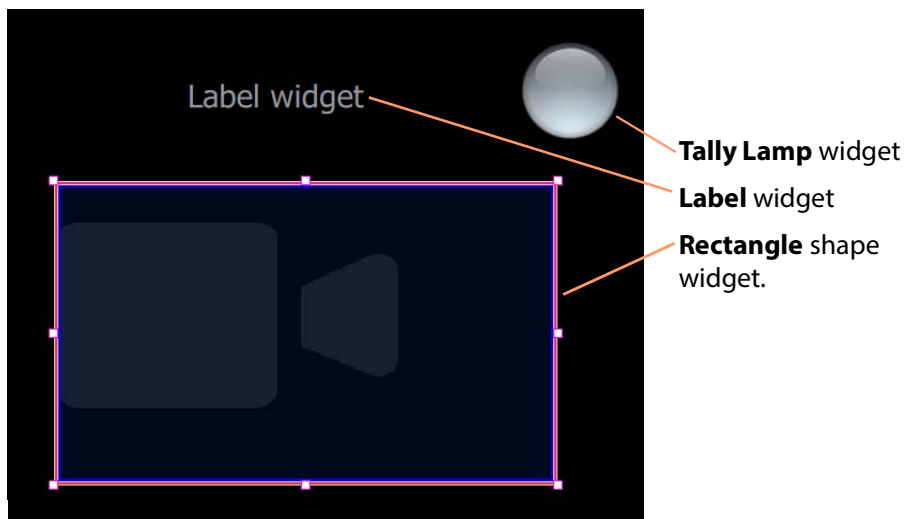 Label widget
Tally Lamp widget
Label widget
Rectangle shape
widget.